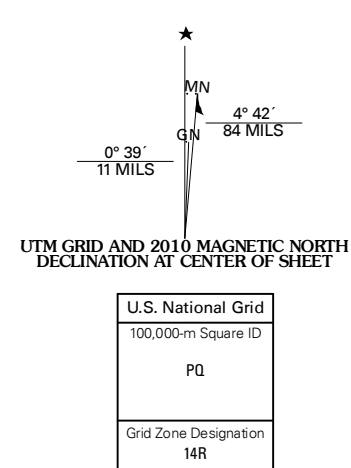 MN
4° 42´
84 MILS
GN
0° 39´
11 MILS
UTM GRID AND 2010 MAGNETIC NORTH
DECLINATION AT CENTER OF SHEET
U.S. National Grid
100,000-m Square ID
PQ
Grid Zone Designation
14R